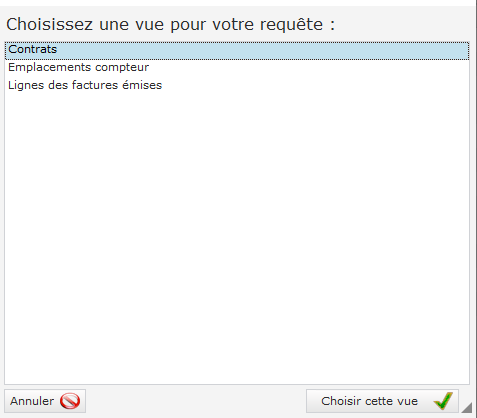 Choisissez une vue pour votre requête :
Contrats
Emplacements compteur
Lignes des factures émises
Annuler
Choisir cette vue